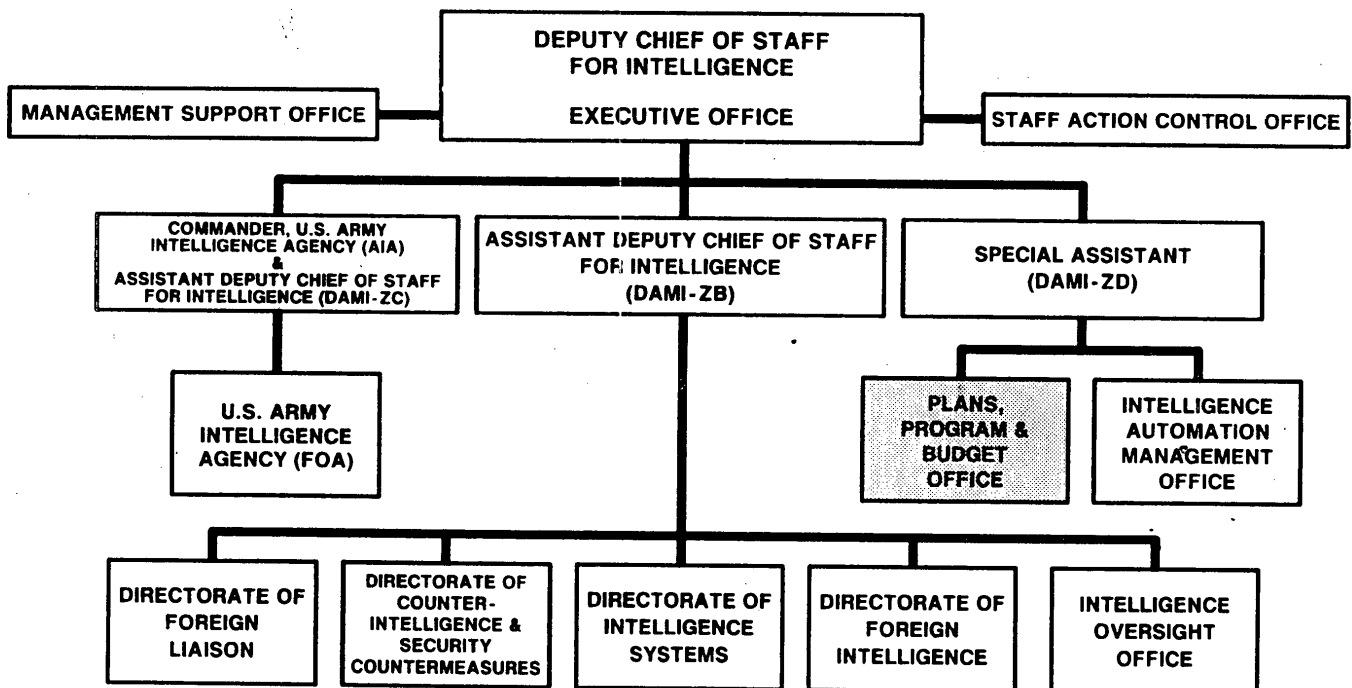 DEPUTY CHIEF OF STAFF
FOR INTELLIGENCE
EXECUTIVE OFFICE
MANAGEMENT SUPPORT OFFICE
STAFF ACTION CONTROL OFFICE
COMMANDER, U.S. ARMY
INTELLIGENCE AGENCY (AIA)
&
ASSISTANT DEPUTY CHIEF OF STAFF
FOR INTELLIGENCE (DAMI-ZC)
ASSISTANT DEPUTY CHIEF OF STAFF
FOR INTELLIGENCE
(DAMI-ZB)
SPECIAL ASSISTANT
(DAMI-ZD)
U.S. ARMY
INTELLIGENCE
AGENCY (FOA)
PLANS,
PROGRAM &
BUDGET
OFFICE
INTELLIGENCE
AUTOMATION
MANAGEMENT
OFFICE
DIRECTORATE OF
FOREIGN
LIAISON
DIRECTORATE OF
COUNTER-
INTELLIGENCE &
SECURITY
COUNTERMEASURES
DIRECTORATE OF
INTELLIGENCE
SYSTEMS
DIRECTORATE OF
FOREIGN
INTELLIGENCE
INTELLIGENCE
OVERSIGHT
OFFICE